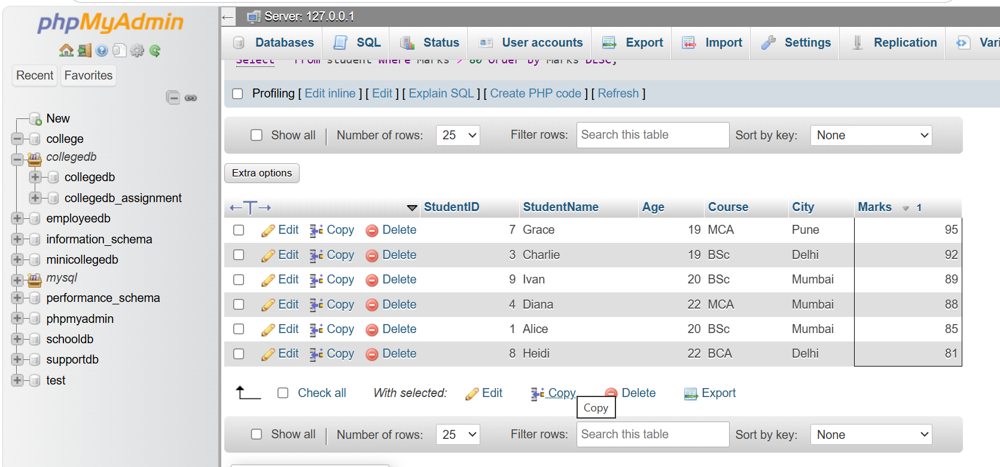 phpMyAdmin
Recent Favorites
New
college
collegedb
collegedb
collegedb_assignment
employeedb
information_schema
minicollegedb
mysql
performance_schema
phpmyadmin
schooldb
supportdb
test
← Server: 127.0.0.1
Databases SQL Status User accounts Export Import Settings Replication Vari
Select * from student where Marks > 80 Order by Marks DESC;
Profiling [ Edit inline ] [ Edit ] [ Explain SQL ] [ Create PHP code ] [ Refresh ]
Show all | Number of rows: 25 Filter rows: Search this table Sort by key: None
Extra options
←T→ StudentID StudentName Age Course City Marks 1
Edit Copy Delete 7 Grace 19 MCA Pune 95
Edit Copy Delete 3 Charlie 19 BSc Delhi 92
Edit Copy Delete 9 Ivan 20 BSc Mumbai 89
Edit Copy Delete 4 Diana 22 MCA Mumbai 88
Edit Copy Delete 1 Alice 20 BSc Mumbai 85
Edit Copy Delete 8 Heidi 22 BCA Delhi 81
Check all With selected: Edit Copy Delete Export
Copy
Show all | Number of rows: 25 Filter rows: Search this table Sort by key: None